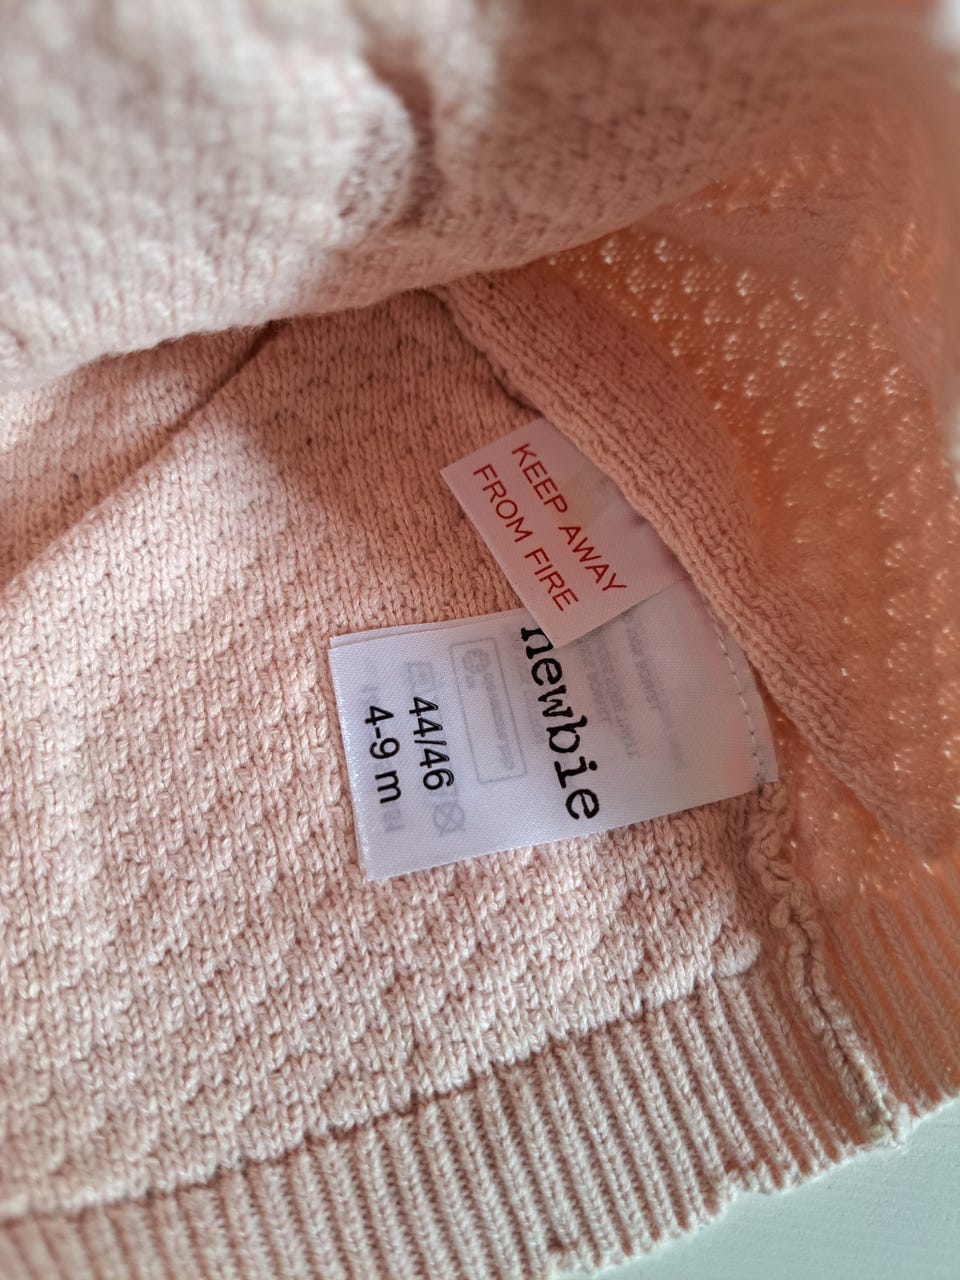 KEEP AWAY
FROM FIRE
newbie
44/46
4-9 m